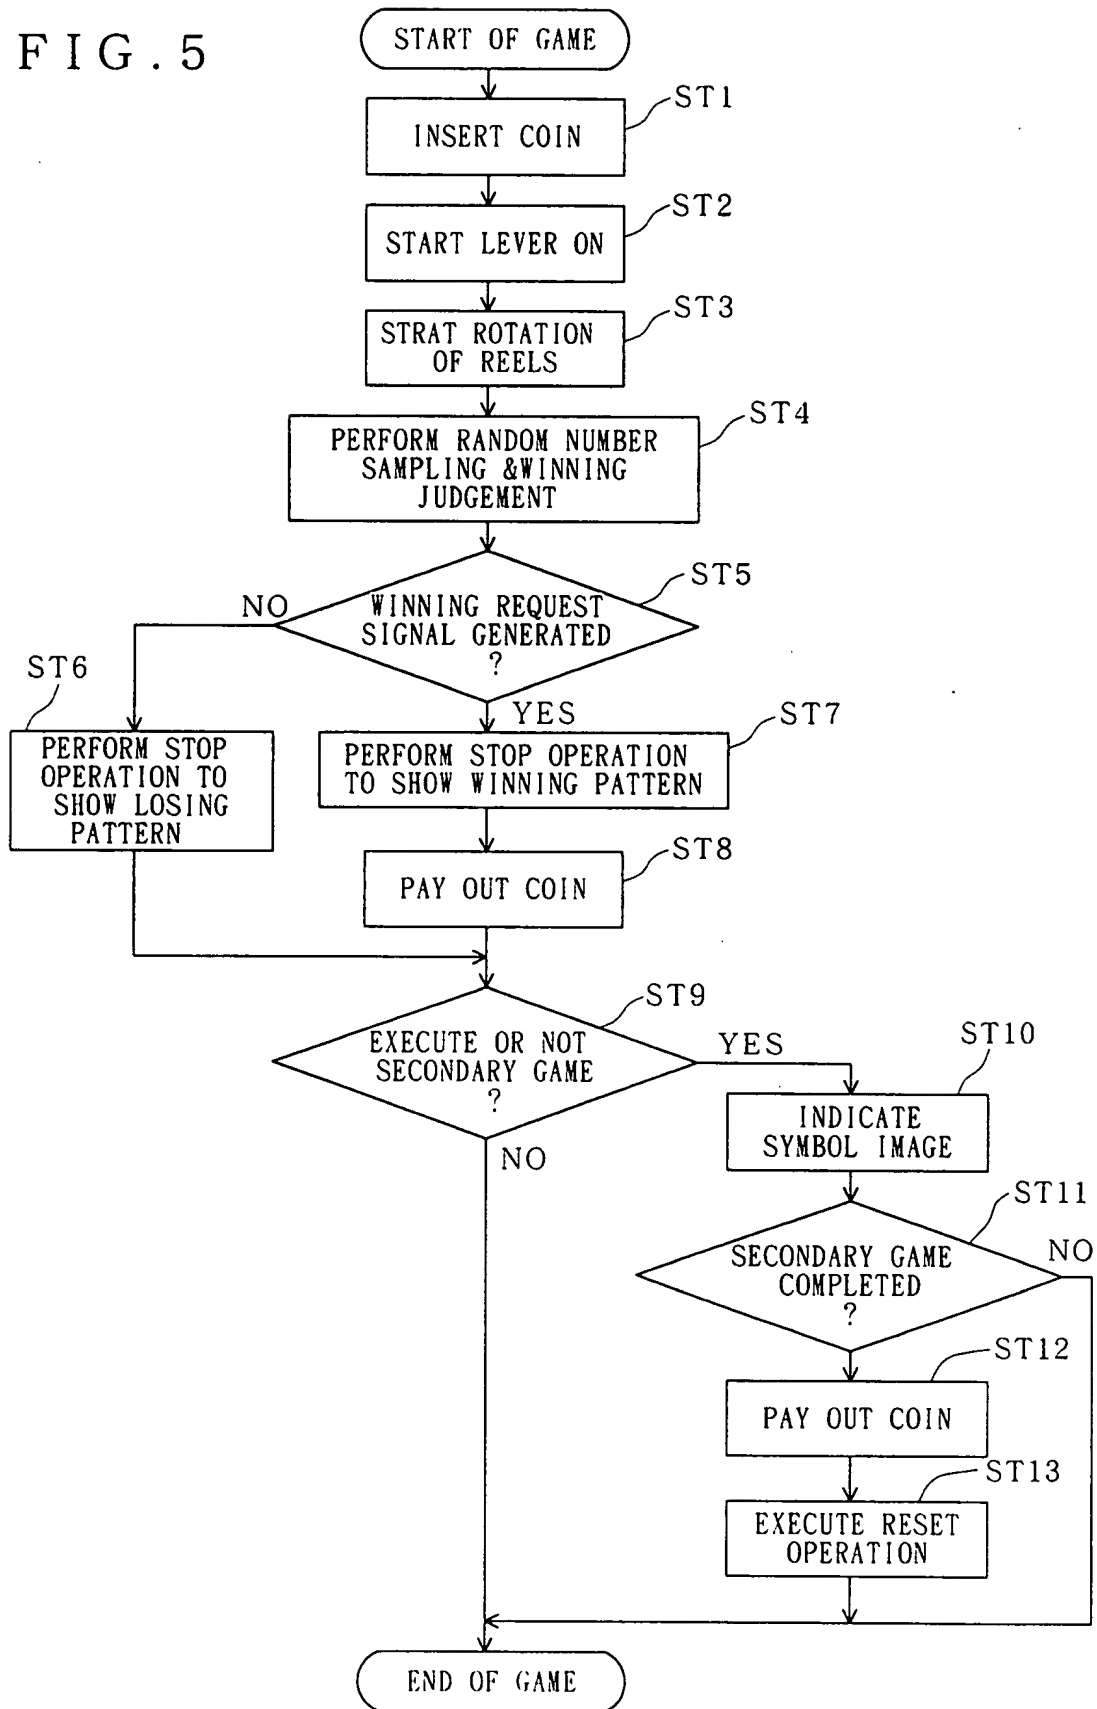 FIG.5
START OF GAME
ST1
INSERT COIN
ST2
START LEVER ON
ST3
STRAT ROTATION
OF REELS
ST4
PERFORM RANDOM NUMBER
SAMPLING &WINNING
JUDGEMENT
ST5
NO
WINNING REQUEST
SIGNAL GENERATED
?
ST6
YES
ST7
PERFORM STOP
OPERATION TO
SHOW LOSING
PATTERN
PERFORM STOP OPERATION
TO SHOW WINNING PATTERN
ST8
PAY OUT COIN
ST9
EXECUTE OR NOT
SECONDARY GAME
?
YES
NO
ST10
INDICATE
SYMBOL IMAGE
ST11
SECONDARY GAME
COMPLETED
?
NO
ST12
PAY OUT COIN
ST13
EXECUTE RESET
OPERATION
END OF GAME